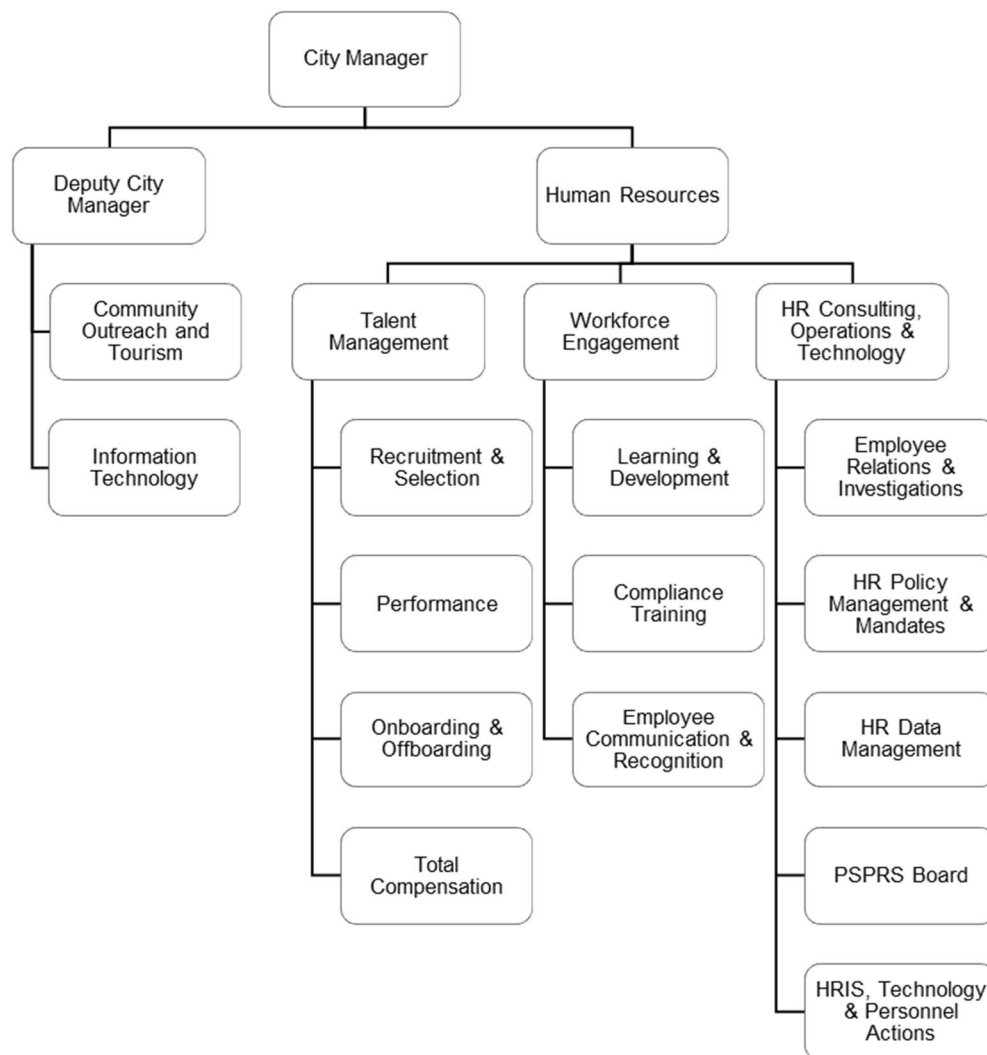 City Manager
Deputy City
Manager
Human Resources
Community
Outreach and
Tourism
Information
Technology
Talent
Management
Workforce
Engagement
HR Consulting,
Operations &
Technology
Recruitment &
Selection
Performance
Onboarding &
Offboarding
Total
Compensation
Learning &
Development
Compliance
Training
Employee
Communication &
Recognition
Employee
Relations &
Investigations
HR Policy
Management &
Mandates
HR Data
Management
PSPRS Board
HRIS, Technology
& Personnel
Actions